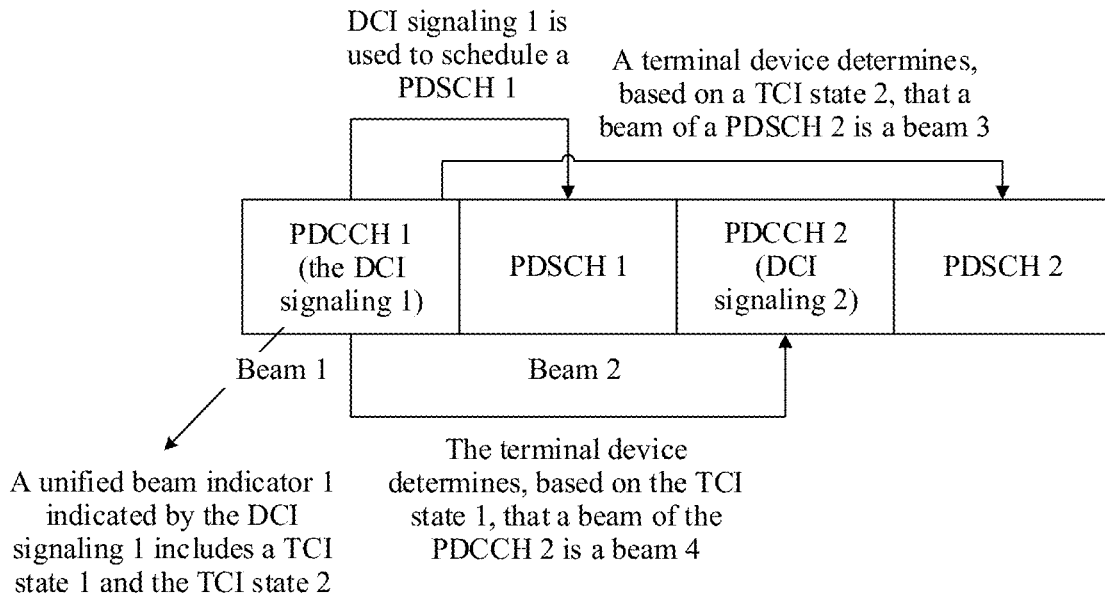 DCI signaling 1 is
used to schedule a
PDSCH 1
A terminal device determines,
based on a TCI state 2, that a
beam of a PDSCH 2 is a beam 3
PDCCH 1
(the DCI
signaling 1)
PDSCH 1
PDCCH 2
(DCI
signaling 2)
PDSCH 2
Beam 1
Beam 2
A unified beam indicator 1
indicated by the DCI
signaling 1 includes a TCI
state 1 and the TCI state 2
The terminal device
determines, based on the TCI
state 1, that a beam of the
PDCCH 2 is a beam 4